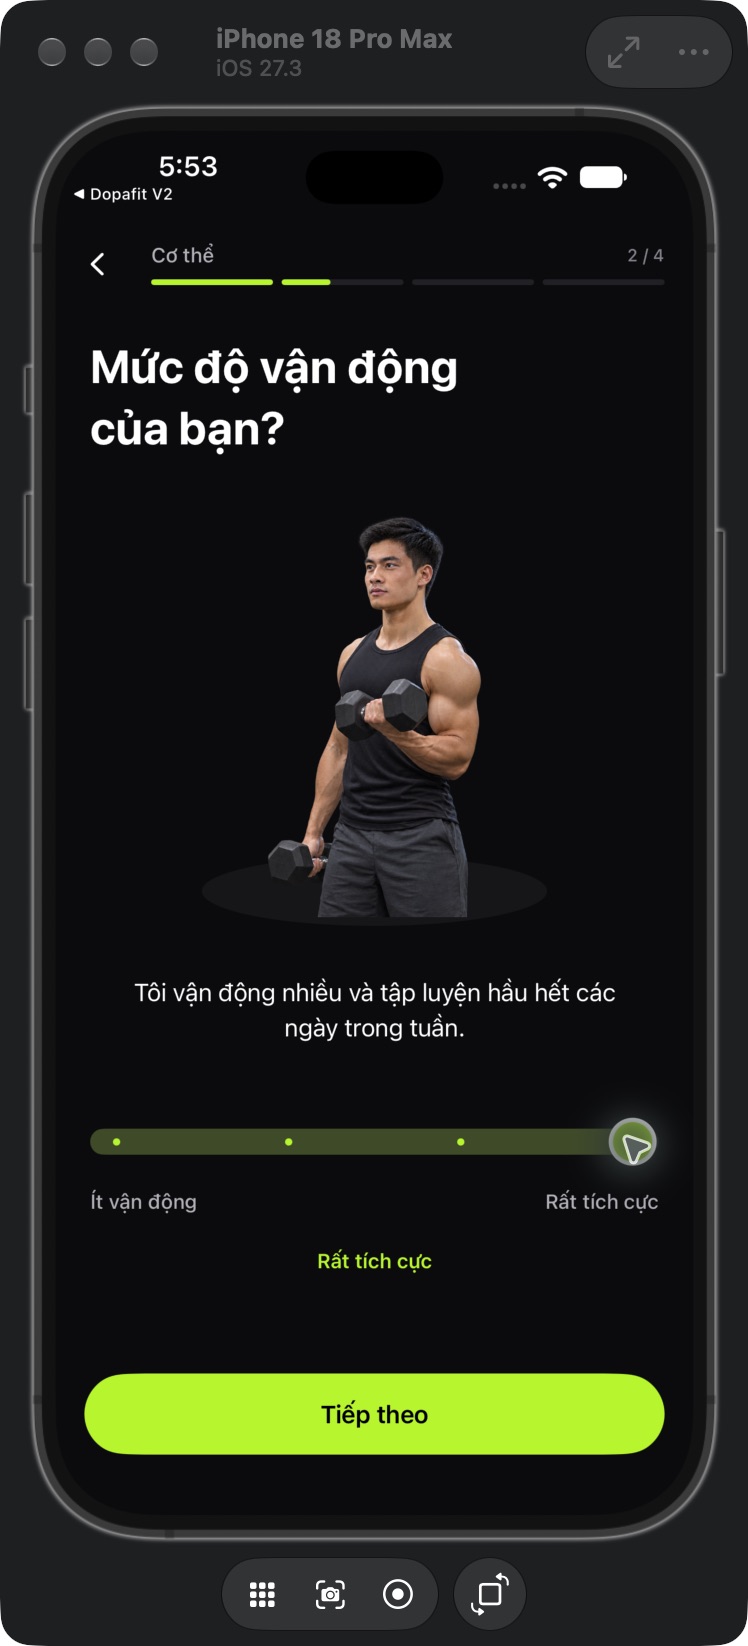 iPhone 18 Pro Max
iOS 27.3
5:53
◀ Dopafit V2
Cơ thể
2 / 4
Mức độ vận động
của bạn?
Tôi vận động nhiều và tập luyện hầu hết các
ngày trong tuần.
Ít vận động
Rất tích cực
Rất tích cực
Tiếp theo